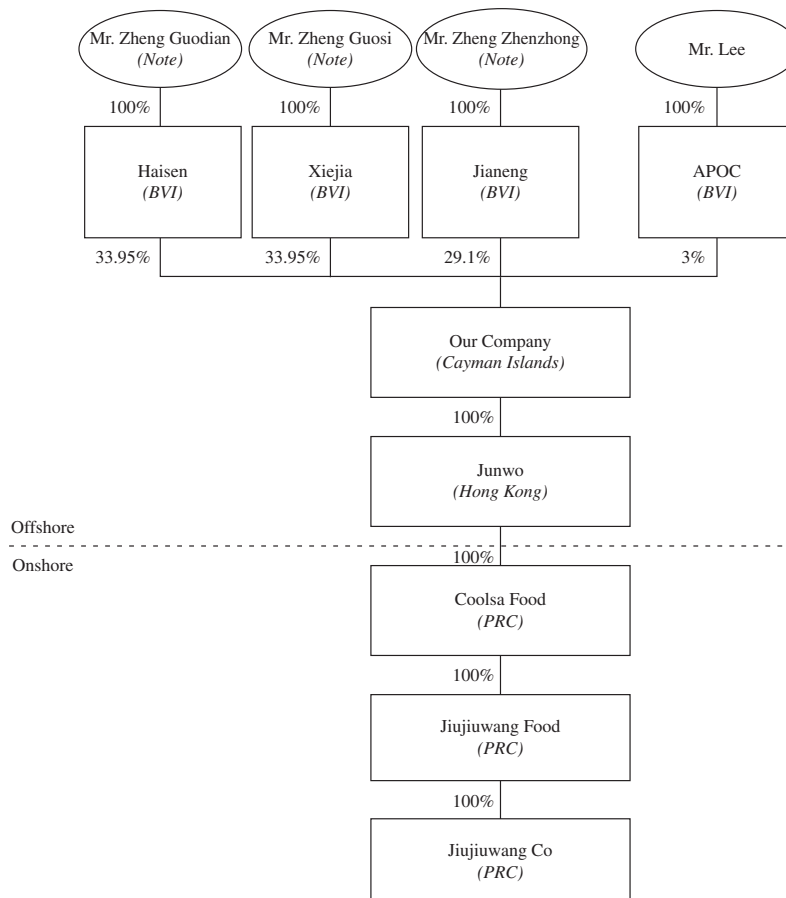 Mr. Zheng Guodian
(Note)
Mr. Zheng Guosi
(Note)
Mr. Zheng Zhenzhong
(Note)
Mr. Lee
100%
100%
100%
100%
Haisen
(BVI)
Xiejia
(BVI)
Jianeng
(BVI)
APOC
(BVI)
33.95%
33.95%
29.1%
3%
Our Company
(Cayman Islands)
100%
Junwo
(Hong Kong)
Offshore
100%
Onshore
Coolsa Food
(PRC)
100%
Jiujiuwang Food
(PRC)
100%
Jiujiuwang Co
(PRC)